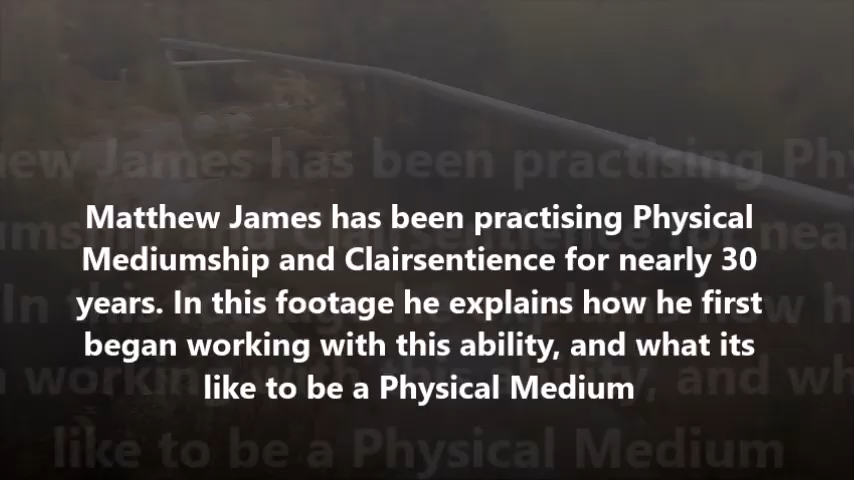 Matthew James has been practising Physical
Mediumship and Clairsentience for nearly 30
years. In this footage he explains how he first
began working with this ability, and what its
like to be a Physical Medium